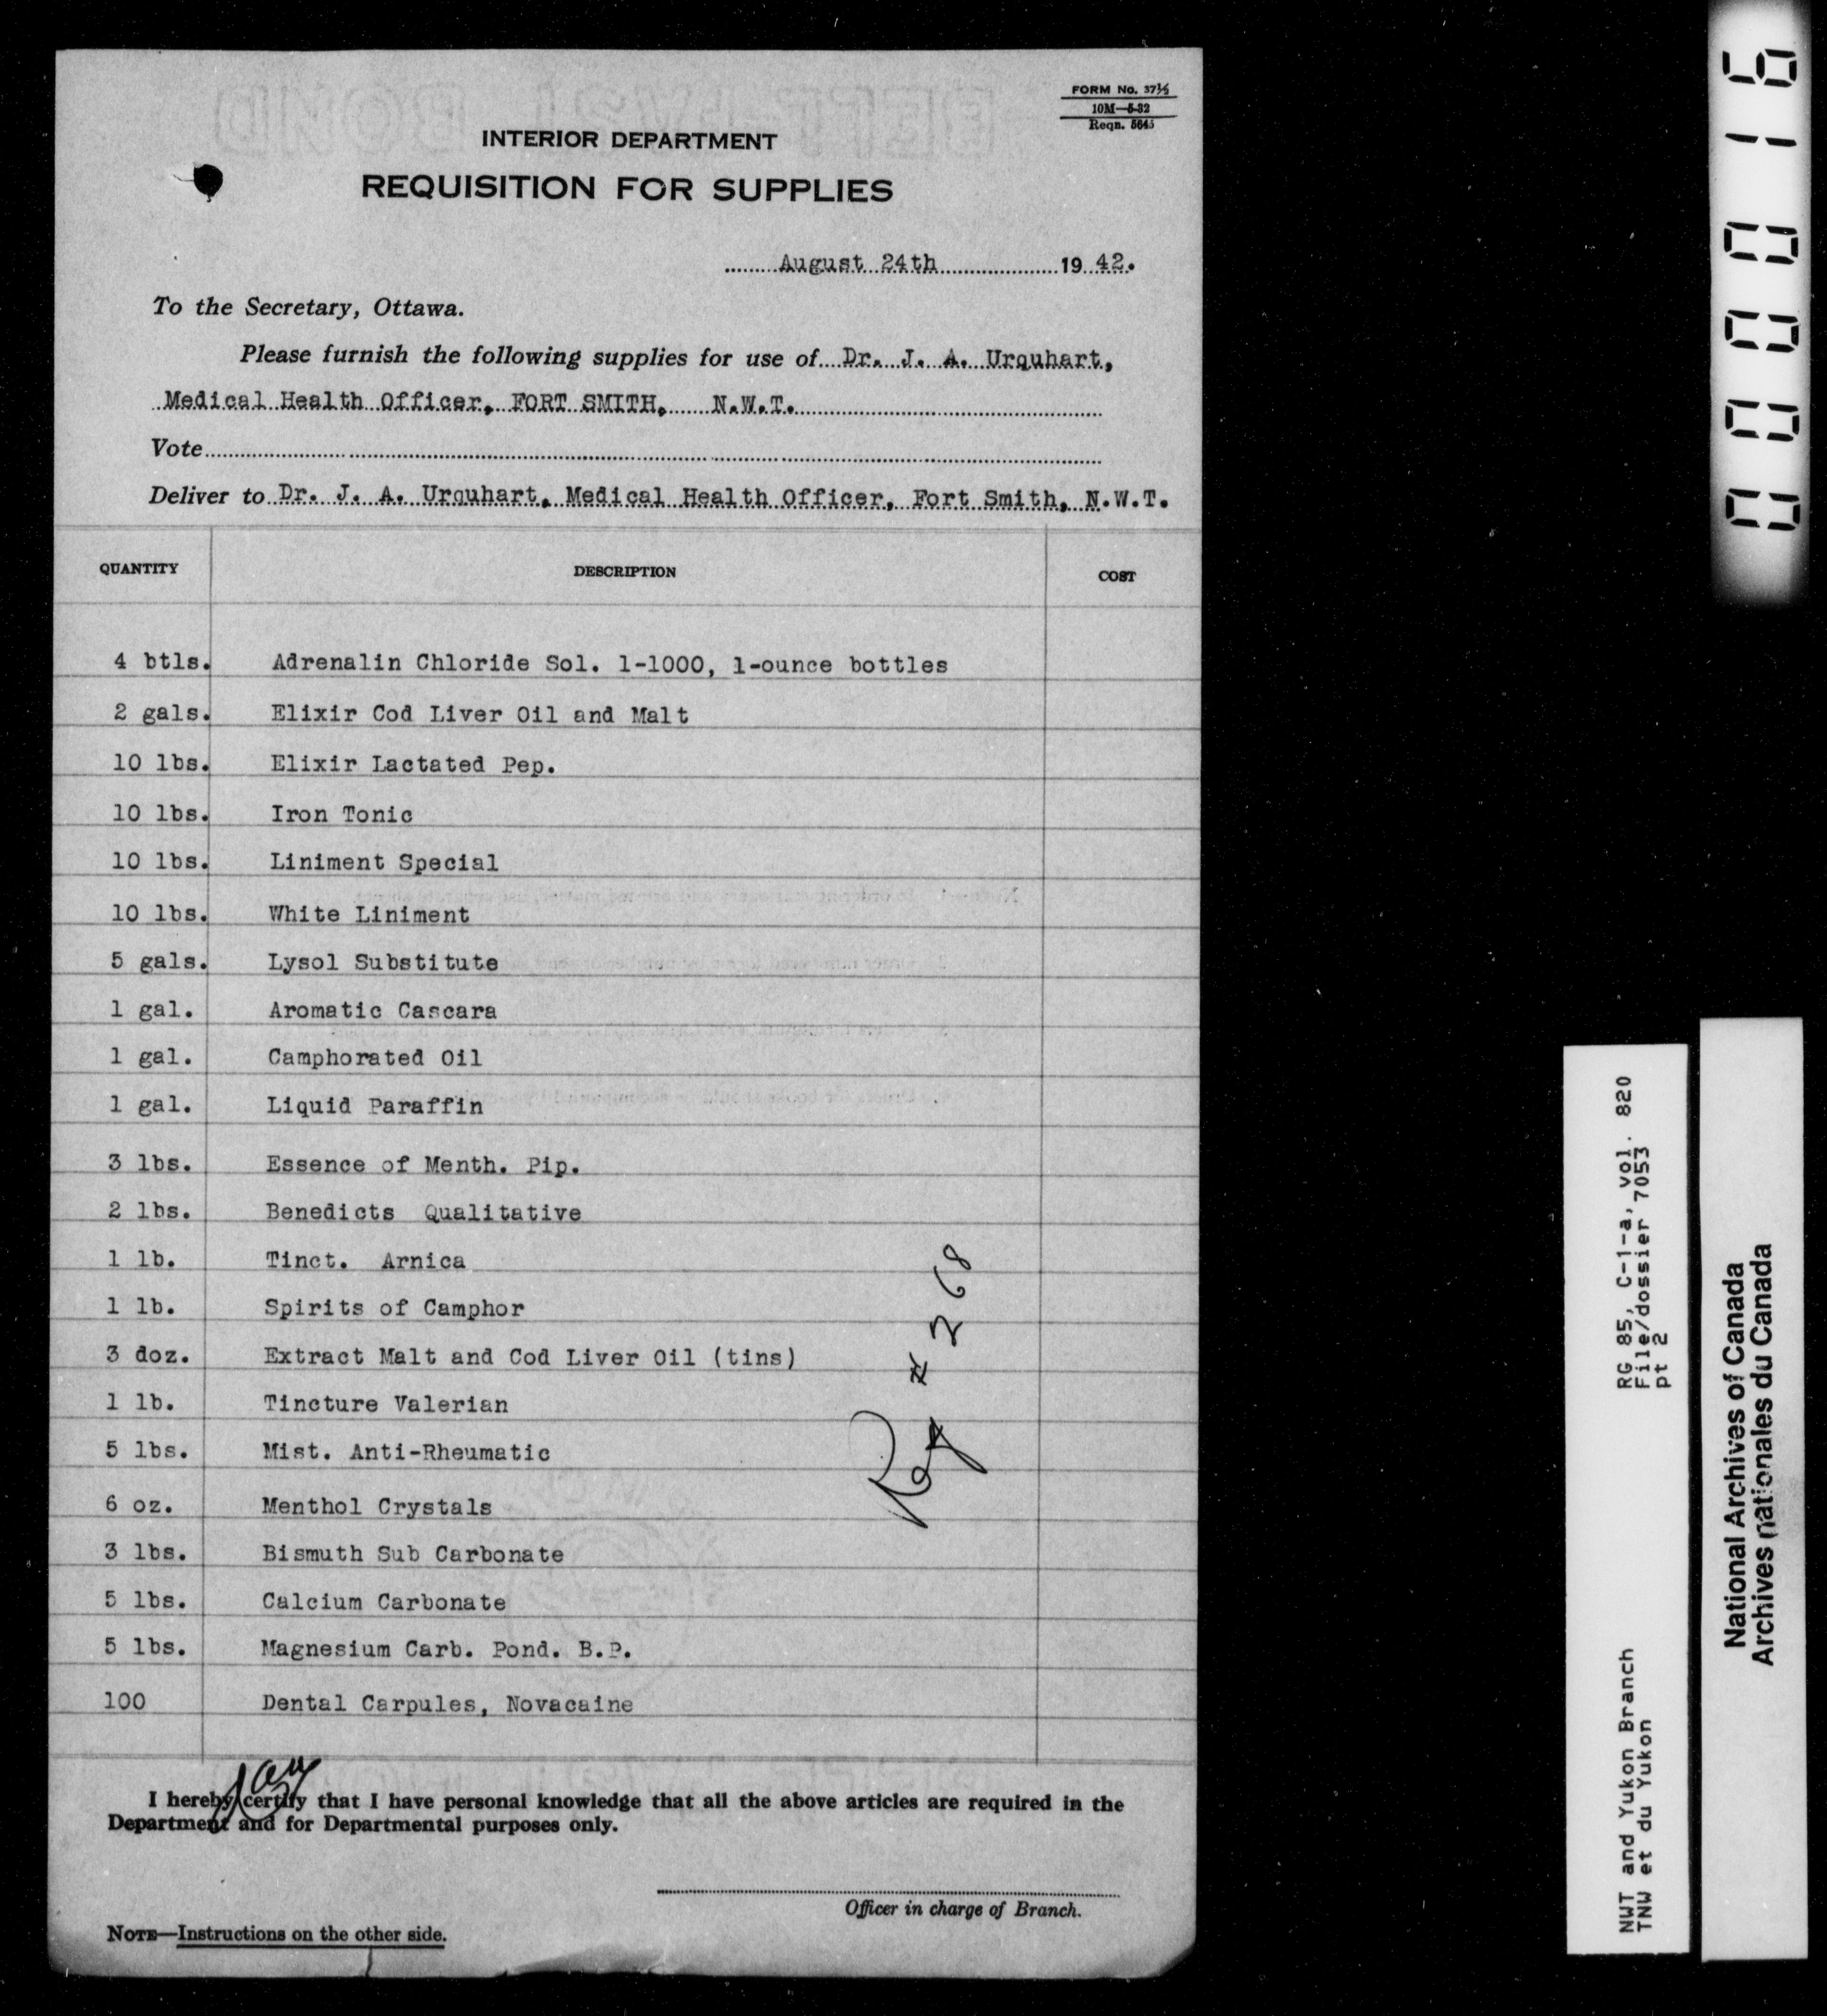 FORM No. 37½
10M—5-32
Reqn. 5645
INTERIOR DEPARTMENT
REQUISITION FOR SUPPLIES
August 24th 19 42.
To the Secretary, Ottawa.
Please furnish the following supplies for use of Dr. J. A. Urquhart,
Medical Health Officer, FORT SMITH, N.W.T.
Vote
Deliver to Dr. J. A. Urquhart, Medical Health Officer, Fort Smith, N.W.T.
QUANTITY DESCRIPTION COST
4 btls. Adrenalin Chloride Sol. 1-1000, 1-ounce bottles
2 gals. Elixir Cod Liver Oil and Malt
10 lbs. Elixir Lactated Pep.
10 lbs. Iron Tonic
10 lbs. Liniment Special
10 lbs. White Liniment
5 gals. Lysol Substitute
1 gal. Aromatic Cascara
1 gal. Camphorated Oil
1 gal. Liquid Paraffin
3 lbs. Essence of Menth. Pip.
2 lbs. Benedicts Qualitative
1 lb. Tinct. Arnica
1 lb. Spirits of Camphor
3 doz. Extract Malt and Cod Liver Oil (tins)
1 lb. Tincture Valerian
5 lbs. Mist. Anti-Rheumatic
6 oz. Menthol Crystals
3 lbs. Bismuth Sub Carbonate
5 lbs. Calcium Carbonate
5 lbs. Magnesium Carb. Pond. B.P.
100 Dental Carpules, Novacaine
# 268
I hereby certify that I have personal knowledge that all the above articles are required in the
Department and for Departmental purposes only.
Officer in charge of Branch.
NOTE—Instructions on the other side.
000016
RG 85, C-1-a, vol. 820
File/dossier 7053
pt 2
NWT and Yukon Branch
TNW et du Yukon
National Archives of Canada
Archives nationales du Canada